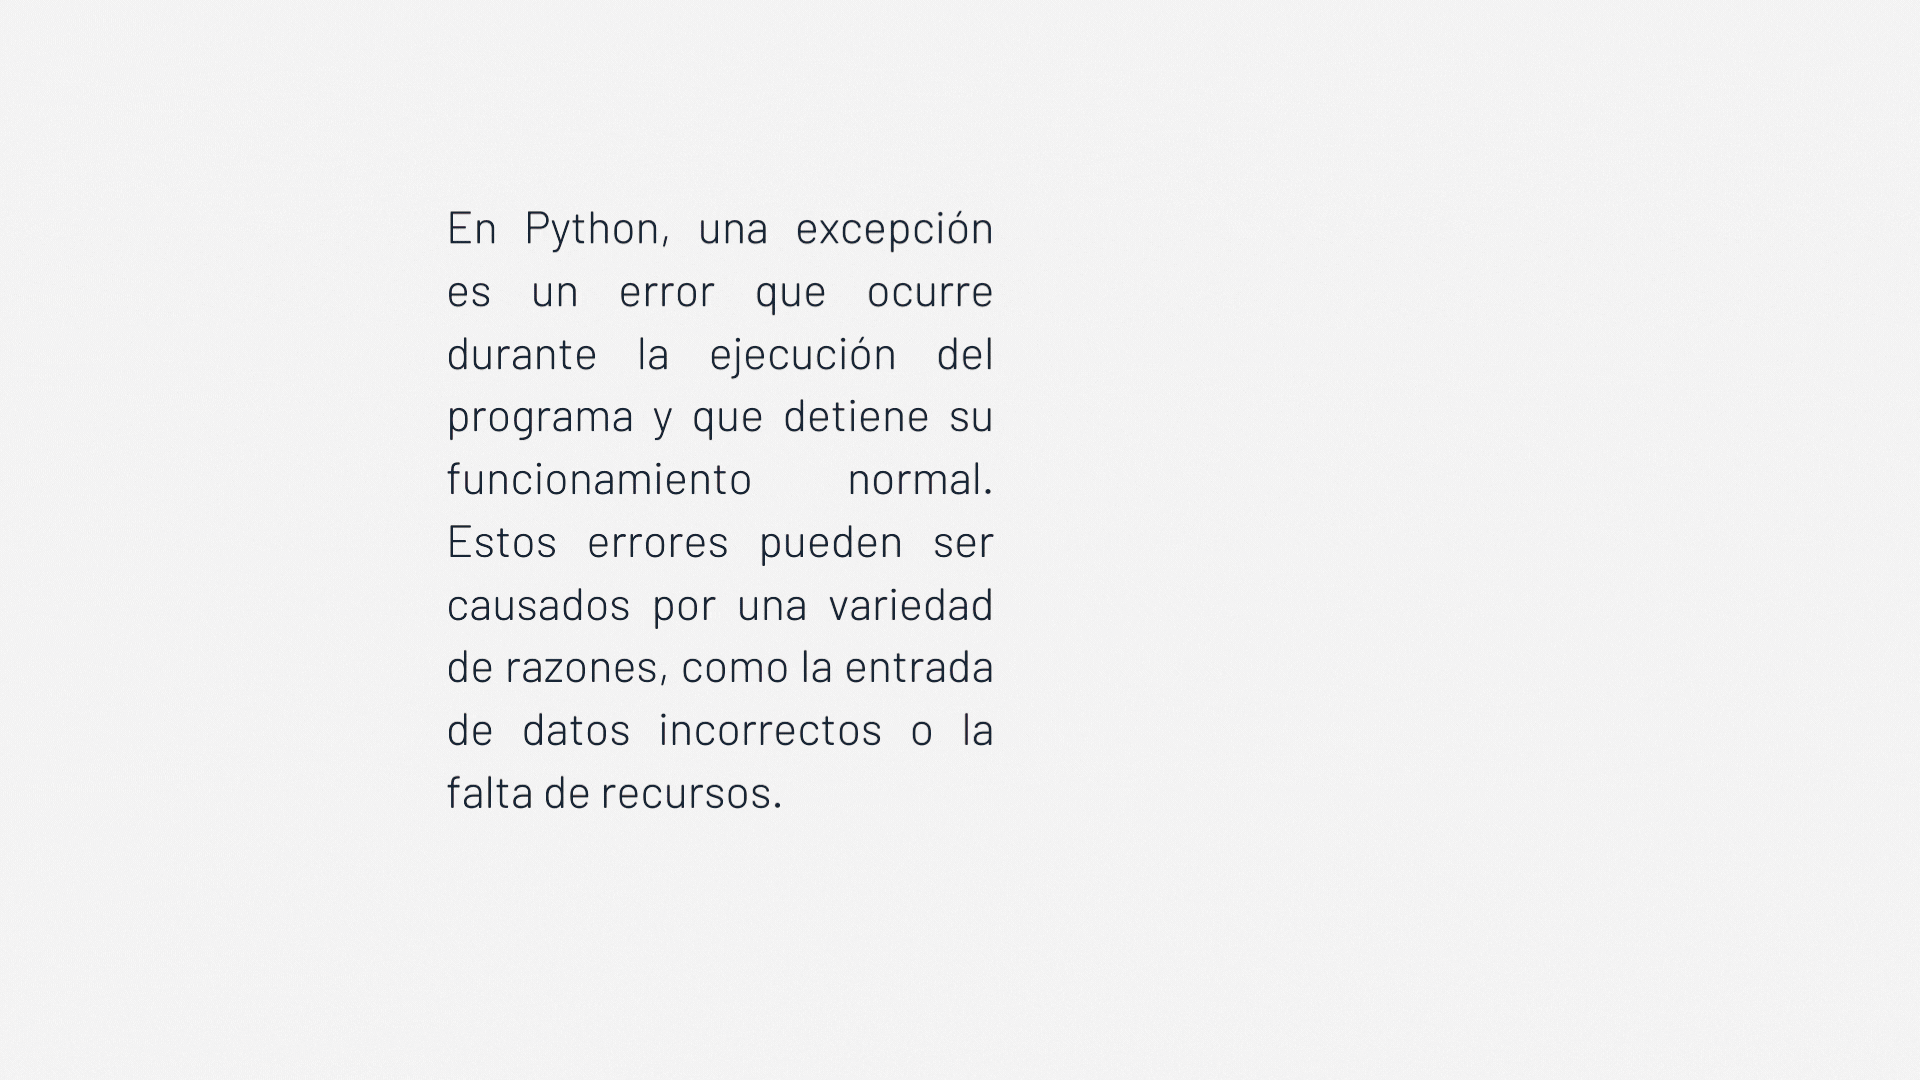 En Python, una excepción
es un error que ocurre
durante la ejecución del
programa y que detiene su
funcionamiento normal.
Estos errores pueden ser
causados por una variedad
de razones, como la entrada
de datos incorrectos o la
falta de recursos.